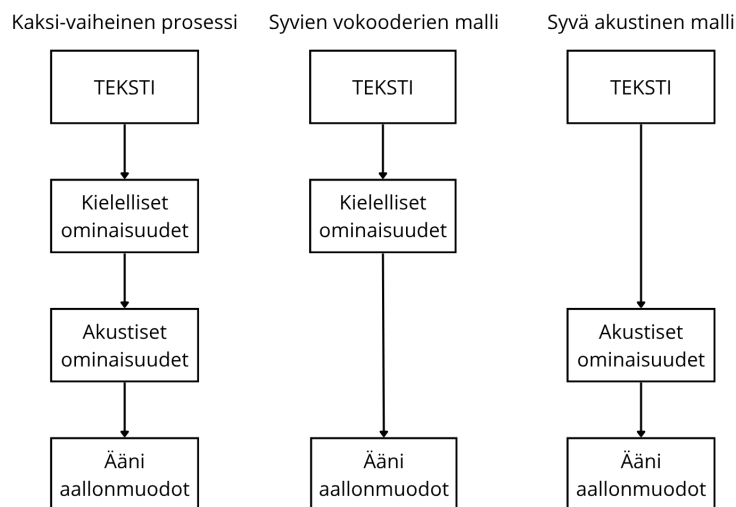 Kaksi-vaiheinen prosessi
TEKSTI
Kielelliset
ominaisuudet
Akustiset
ominaisuudet
Ääni
aallonmuodot
Syvien vokooderien malli
TEKSTI
Kielelliset
ominaisuudet
Ääni
aallonmuodot
Syvä akustinen malli
TEKSTI
Akustiset
ominaisuudet
Ääni
aallonmuodot